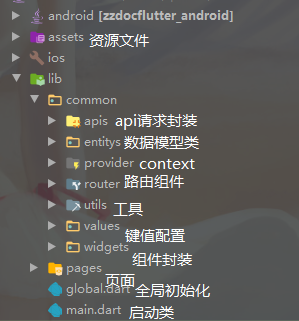 android [zzdocflutter_android]
assets 资源文件
ios
lib
common
apis api请求封装
entitys 数据模型类
provider context
router 路由组件
utils 工具
values 键值配置
widgets 组件封装
pages 页面
global.dart 全局初始化
main.dart 启动类